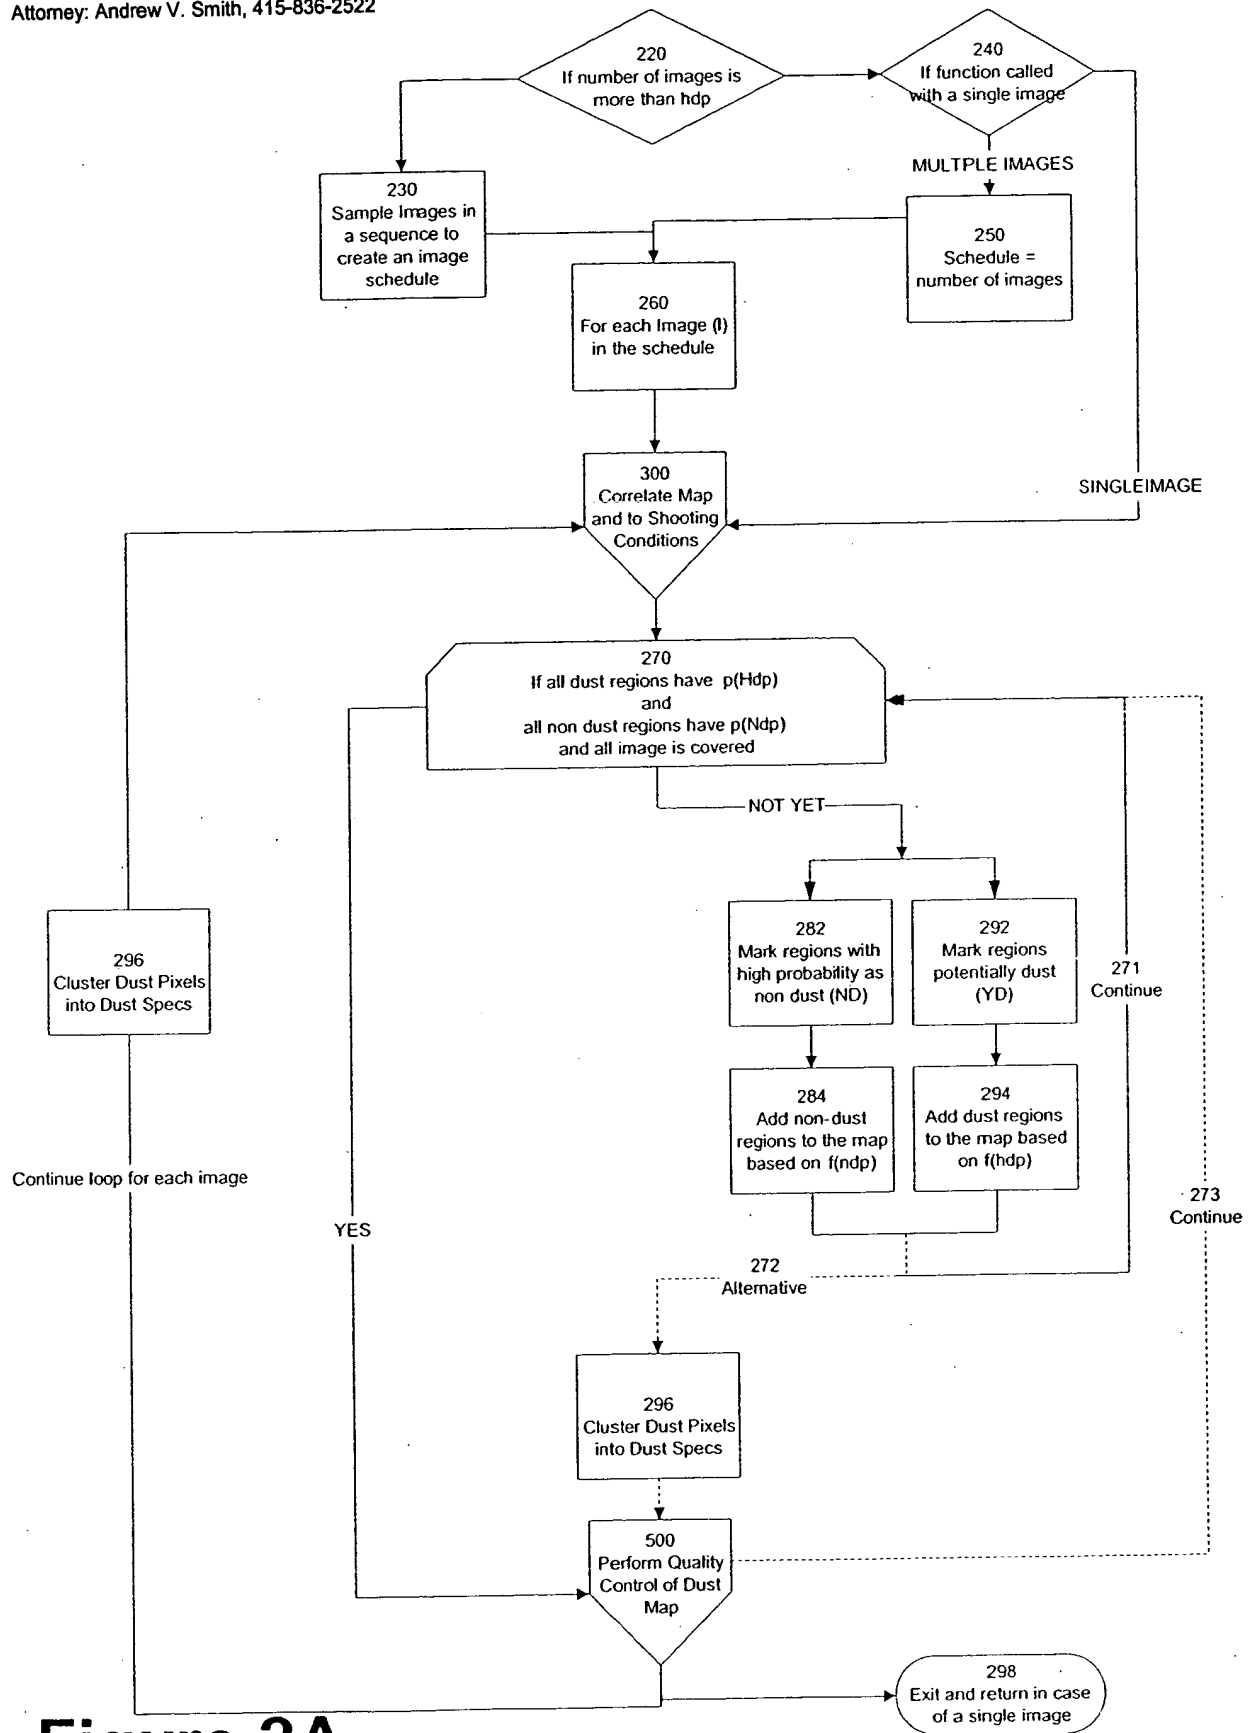 Attorney: Andrew V. Smith, 415-836-2522
220
If number of images is
more than hdp
240
If function called
with a single image
MULTPLE IMAGES
230
Sample Images in
a sequence to
create an image
schedule
250
Schedule =
number of images
260
For each Image (I)
in the schedule
300
Correlate Map
and to Shooting
Conditions
SINGLEIMAGE
270
If all dust regions have p(Hdp)
and
all non dust regions have p(Ndp)
and all image is covered
NOT YET
282
Mark regions with
high probability as
non dust (ND)
292
Mark regions
potentially dust
(YD)
271
Continue
296
Cluster Dust Pixels
into Dust Specs
284
Add non-dust
regions to the map
based on f(ndp)
294
Add dust regions
to the map based
on f(hdp)
Continue loop for each image
273
Continue
YES
272
Alternative
296
Cluster Dust Pixels
into Dust Specs
500
Perform Quality
Control of Dust
Map
298
Exit and return in case
of a single image
Figure 2A